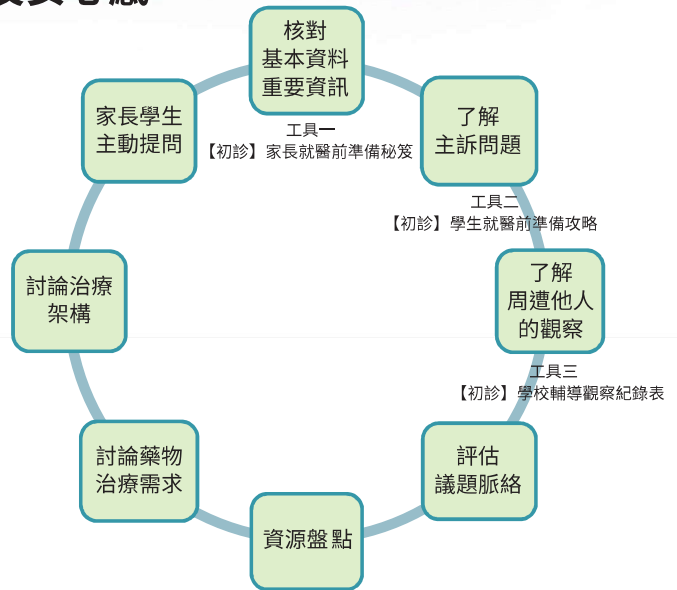 核對
基本資料
重要資訊
工具一
【初診】家長就醫前準備秘笈
了解
主訴問題
工具二
【初診】學生就醫前準備攻略
了解
周遭他人
的觀察
工具三
【初診】學校輔導觀察紀錄表
評估
議題脈絡
資源盤點
討論藥物
治療需求
討論治療
架構
家長學生
主動提問